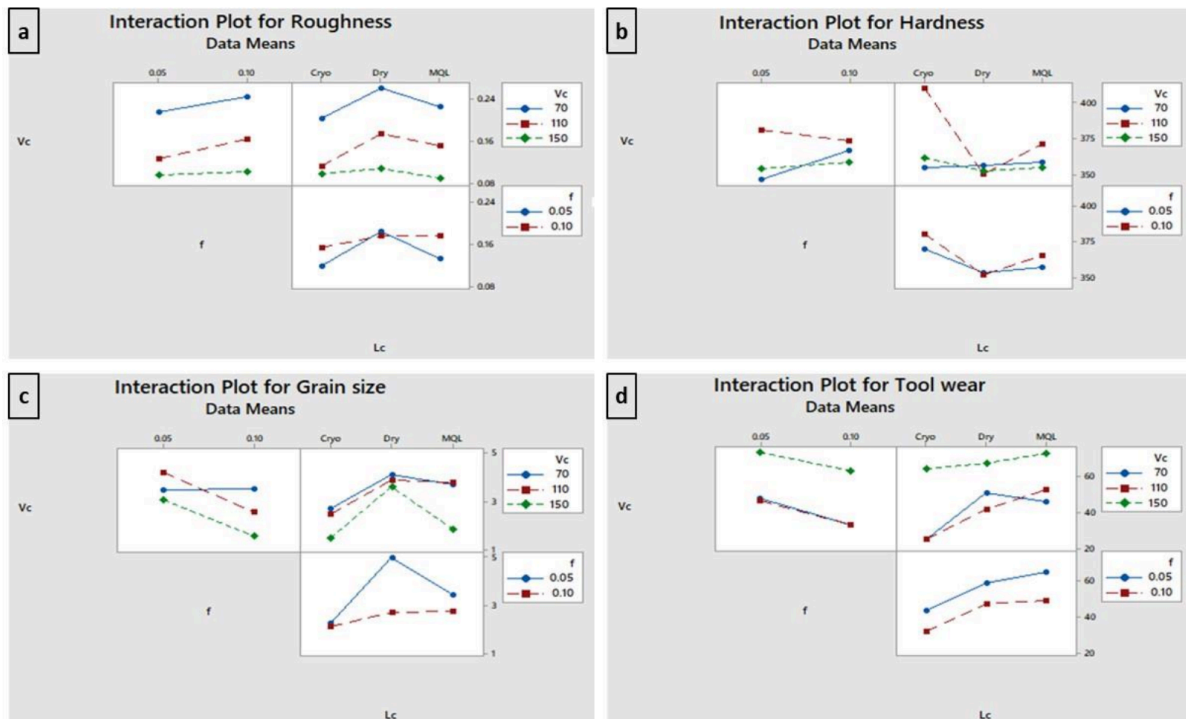 a
Interaction Plot for Roughness
Data Means
0.05 0.10 Cryo Dry MQL
Vc
0.24
0.16
0.08
Vc
70
110
150
0.24
0.16
0.08
f
0.05
0.10
f
Lc
b
Interaction Plot for Hardness
Data Means
0.05 0.10 Cryo Dry MQL
Vc
400
375
350
Vc
70
110
150
400
375
350
f
0.05
0.10
f
Lc
c
Interaction Plot for Grain size
Data Means
0.05 0.10 Cryo Dry MQL
Vc
5
3
1
Vc
70
110
150
5
3
1
f
0.05
0.10
f
Lc
d
Interaction Plot for Tool wear
Data Means
0.05 0.10 Cryo Dry MQL
Vc
60
40
20
Vc
70
110
150
60
40
20
f
0.05
0.10
f
Lc